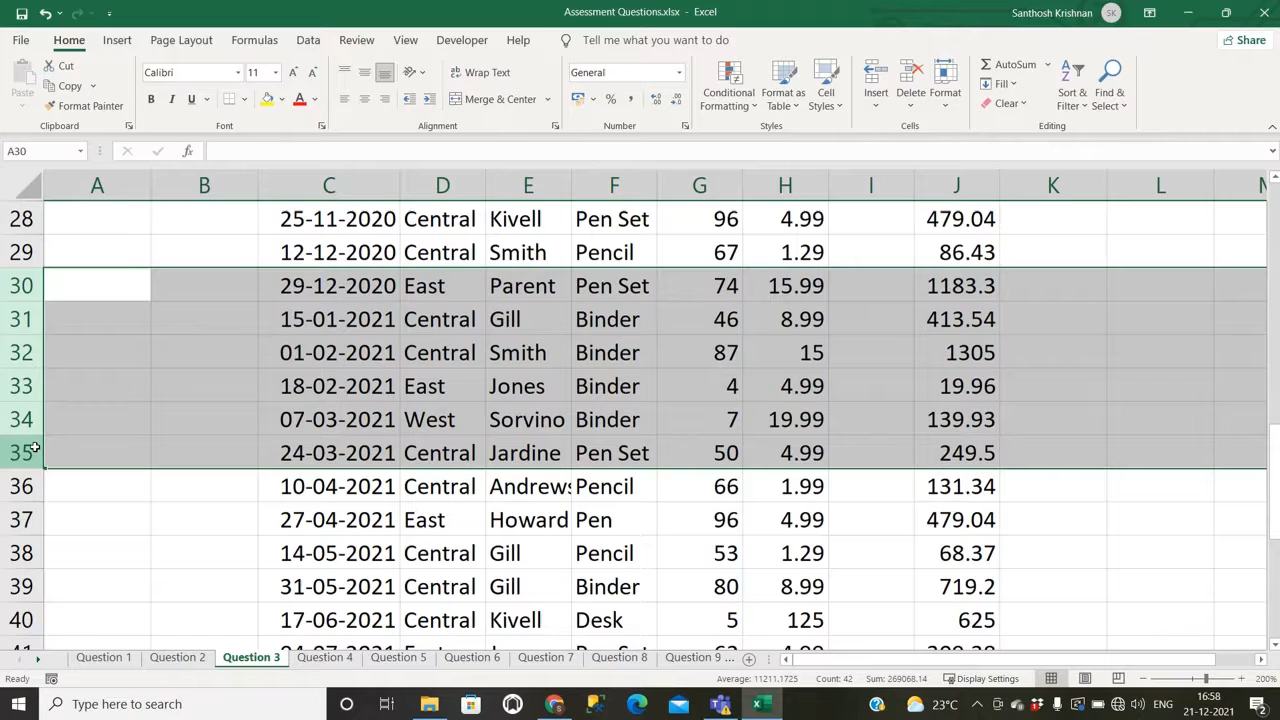 Assessment Questions.xlsx - Excel
Santhosh Krishnan SK
File Home Insert Page Layout Formulas Data Review View Developer Help Tell me what you want to do Share
Paste Cut Copy Format Painter
Clipboard
Calibri 11
B I U A
Font
Wrap Text
Merge & Center
Alignment
General
% ,
Number
Conditional Formatting Format as Table Cell Styles
Styles
Insert Delete Format
Cells
AutoSum Fill Clear Sort & Filter Find & Select
Editing
A30 fx
A B C D E F G H I J K L M
28 25-11-2020 Central Kivell Pen Set 96 4.99 479.04
29 12-12-2020 Central Smith Pencil 67 1.29 86.43
30 29-12-2020 East Parent Pen Set 74 15.99 1183.3
31 15-01-2021 Central Gill Binder 46 8.99 413.54
32 01-02-2021 Central Smith Binder 87 15 1305
33 18-02-2021 East Jones Binder 4 4.99 19.96
34 07-03-2021 West Sorvino Binder 7 19.99 139.93
35 24-03-2021 Central Jardine Pen Set 50 4.99 249.5
36 10-04-2021 Central Andrews Pencil 66 1.99 131.34
37 27-04-2021 East Howard Pen 96 4.99 479.04
38 14-05-2021 Central Gill Pencil 53 1.29 68.37
39 31-05-2021 Central Gill Binder 80 8.99 719.2
40 17-06-2021 Central Kivell Desk 5 125 625
Question 1 Question 2 Question 3 Question 4 Question 5 Question 6 Question 7 Question 8 Question 9 ...
Ready Average: 11211.1725 Count: 42 Sum: 269068.14 Display Settings 200%
Type here to search 23°C ENG 16:58 21-12-2021